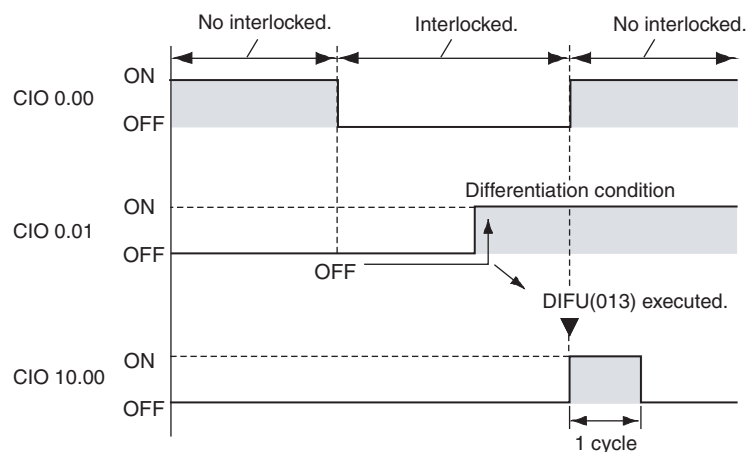 No interlocked. Interlocked. No interlocked.
ON
CIO 0.00
OFF
Differentiation condition
ON
CIO 0.01
OFF
OFF
DIFU(013) executed.
ON
CIO 10.00
OFF
1 cycle